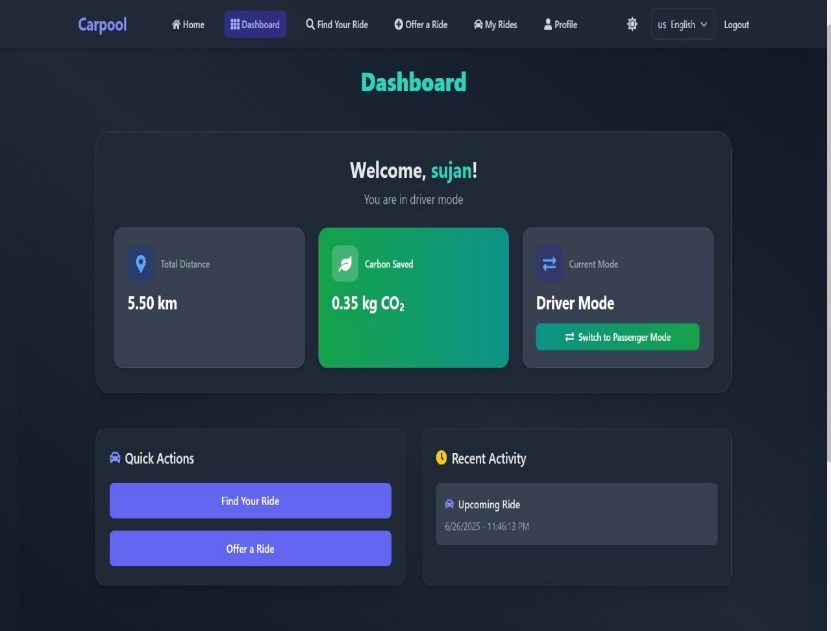 Carpool Home Dashboard Find Your Ride Offer a Ride My Rides Profile US English Logout
Dashboard
Welcome, sujan!
You are in driver mode
Total Distance
5.50 km
Carbon Saved
0.35 kg CO₂
Current Mode
Driver Mode
Switch to Passenger Mode
Quick Actions
Find Your Ride
Offer a Ride
Recent Activity
Upcoming Ride
6/26/2025 - 11:46:13 PM